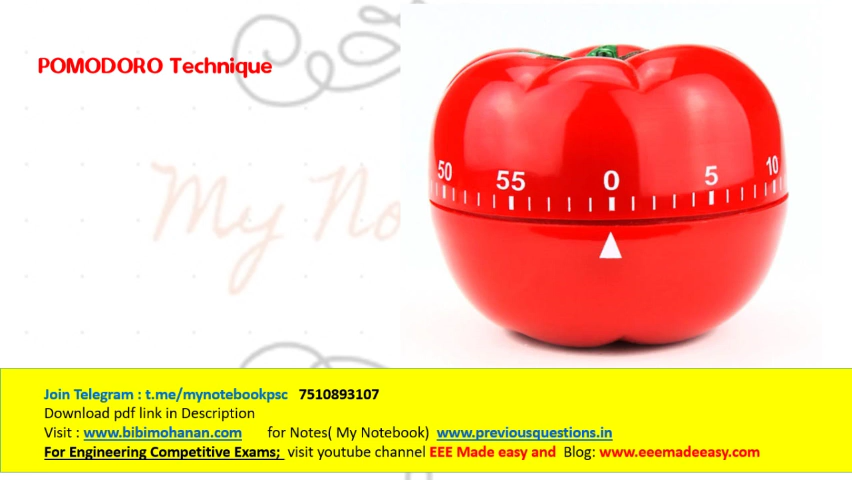 POMODORO Technique
50 55 0 5 10
My No
Join Telegram : t.me/mynotebookpsc 7510893107
Download pdf link in Description
Visit : www.bibimohanan.com for Notes( My Notebook) www.previousquestions.in
For Engineering Competitive Exams; visit youtube channel EEE Made easy and Blog: www.eeemadeeasy.com